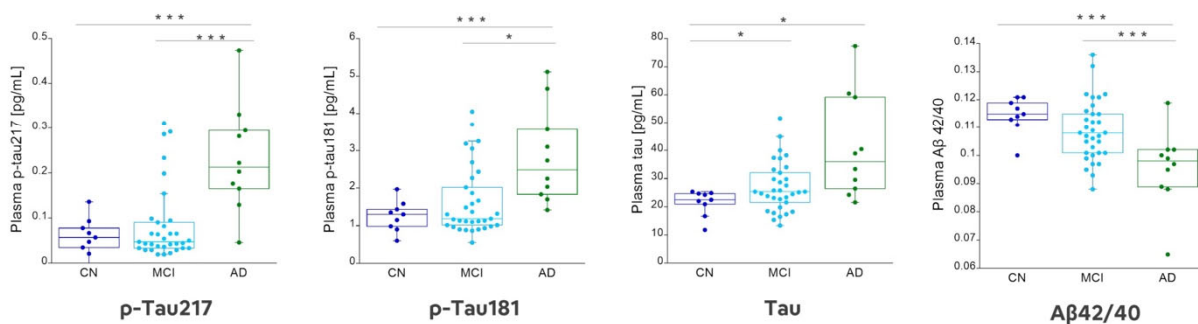 * * *
* * *
Plasma p-tau217 [pg/mL]
0.5
0.4
0.3
0.2
0.1
0
CN MCI AD
p-Tau217
* * *
*
Plasma p-tau181 [pg/mL]
6
5
4
3
2
1
0
CN MCI AD
p-Tau181
*
*
Plasma tau [pg/mL]
80
70
60
50
40
30
20
10
0
CN MCI AD
Tau
* * *
* * *
Plasma Aβ 42/40
0.14
0.13
0.12
0.11
0.1
0.09
0.08
0.07
0.06
CN MCI AD
Aβ42/40